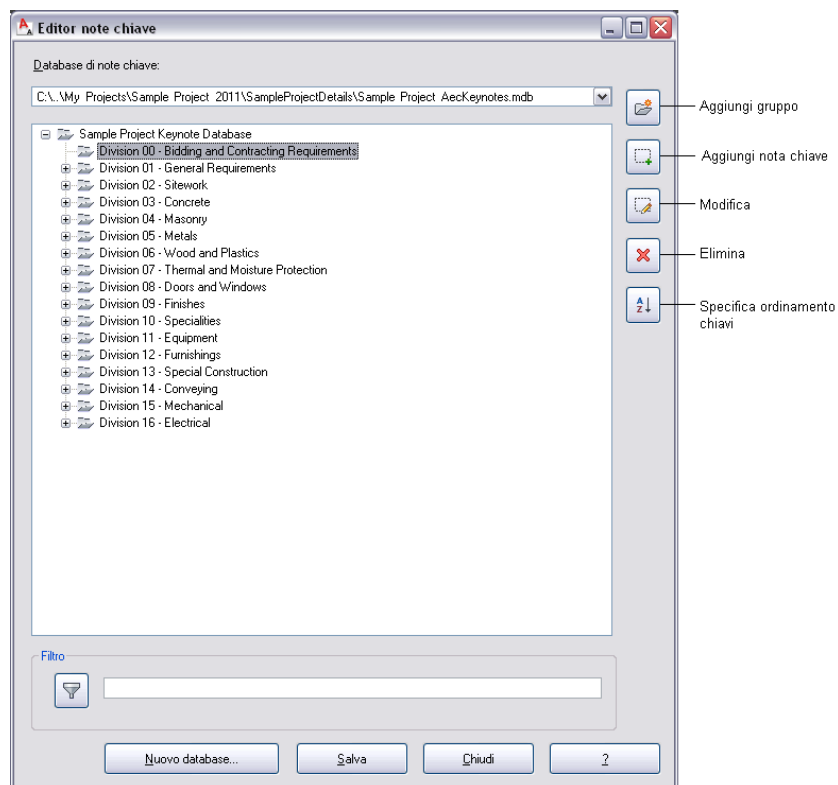 Editor note chiave
Database di note chiave:
C:\..\My Projects\Sample Project 2011\SampleProjectDetails\Sample Project AecKeynotes.mdb
Aggiungi gruppo
Sample Project Keynote Database
Division 00 - Bidding and Contracting Requirements
Aggiungi nota chiave
Division 01 - General Requirements
Division 02 - Sitework
Division 03 - Concrete
Modifica
Division 04 - Masonry
Division 05 - Metals
Division 06 - Wood and Plastics
Elimina
Division 07 - Thermal and Moisture Protection
Division 08 - Doors and Windows
Division 09 - Finishes
Specifica ordinamento
chiavi
Division 10 - Specialities
Division 11 - Equipment
Division 12 - Furnishings
Division 13 - Special Construction
Division 14 - Conveying
Division 15 - Mechanical
Division 16 - Electrical
Filtro
Nuovo database...
Salva
Chiudi
?